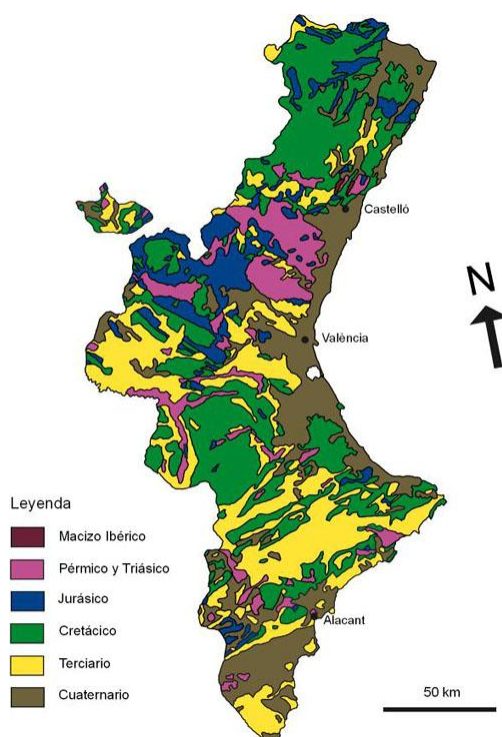 Castelló
N
València
Leyenda
Macizo Ibérico
Pérmico y Triásico
Jurásico
Cretácico
Terciario
Cuaternario
Alacant
50 km